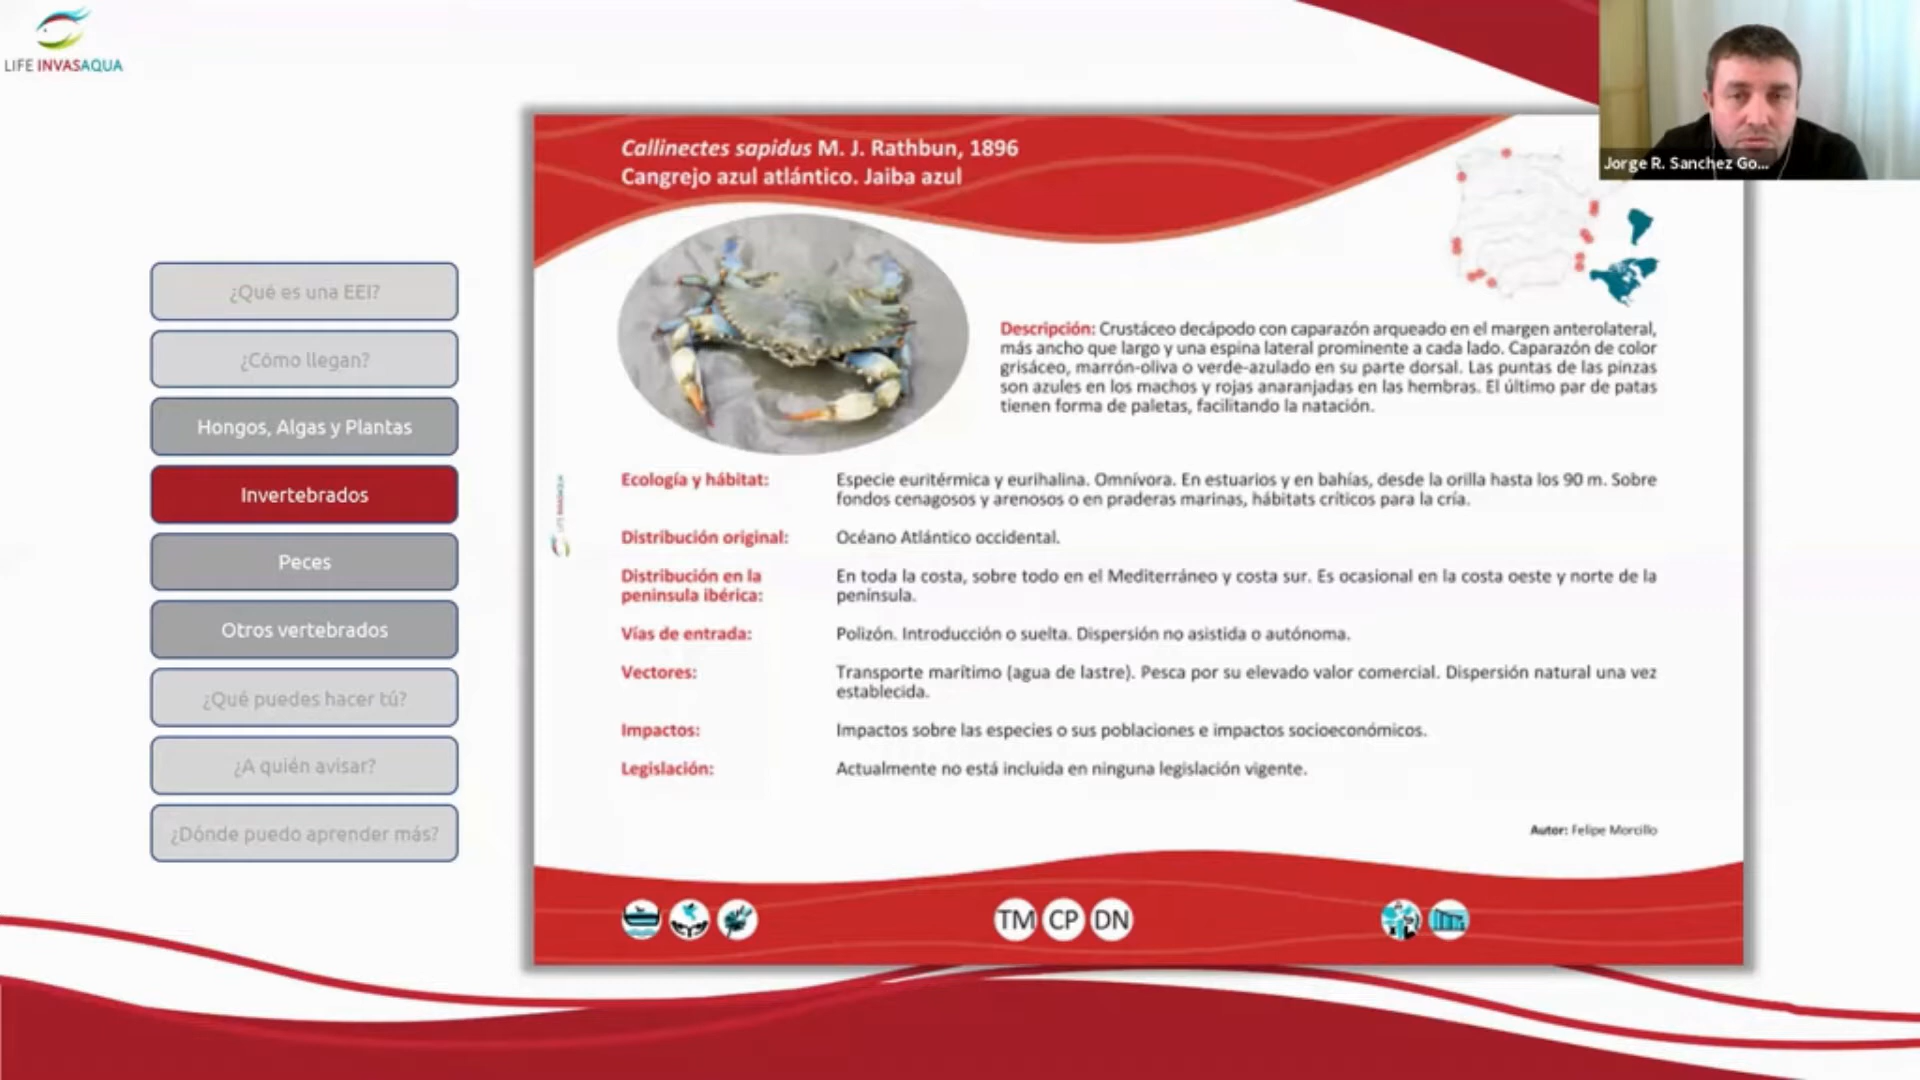 LIFE INVASAQUA
Jorge R. Sanchez Go...
¿Qué es una EEI?
¿Cómo llegan?
Hongos, Algas y Plantas
Invertebrados
Peces
Otros vertebrados
¿Qué puedes hacer tú?
¿A quién avisar?
¿Dónde puedo aprender más?
Callinectes sapidus M. J. Rathbun, 1896
Cangrejo azul atlántico. Jaiba azul
Descripción: Crustáceo decápodo con caparazón arqueado en el margen anterolateral,
más ancho que largo y una espina lateral prominente a cada lado. Caparazón de color
grisáceo, marrón-oliva o verde-azulado en su parte dorsal. Las puntas de las pinzas
son azules en los machos y rojas anaranjadas en las hembras. El último par de patas
tienen forma de paletas, facilitando la natación.
Ecología y hábitat: Especie euritérmica y eurihalina. Omnívora. En estuarios y en bahías, desde la orilla hasta los 90 m. Sobre
fondos cenagosos y arenosos o en praderas marinas, hábitats críticos para la cría.
Distribución original: Océano Atlántico occidental.
Distribución en la
peninsula ibérica:
En toda la costa, sobre todo en el Mediterráneo y costa sur. Es ocasional en la costa oeste y norte de la
península.
Vías de entrada: Polizón. Introducción o suelta. Dispersión no asistida o autónoma.
Vectores: Transporte marítimo (agua de lastre). Pesca por su elevado valor comercial. Dispersión natural una vez
establecida.
Impactos: Impactos sobre las especies o sus poblaciones e impactos socioeconómicos.
Legislación: Actualmente no está incluida en ninguna legislación vigente.
Autor: Felipe Morcillo
LIFE INVASAQUA
TM CP DN